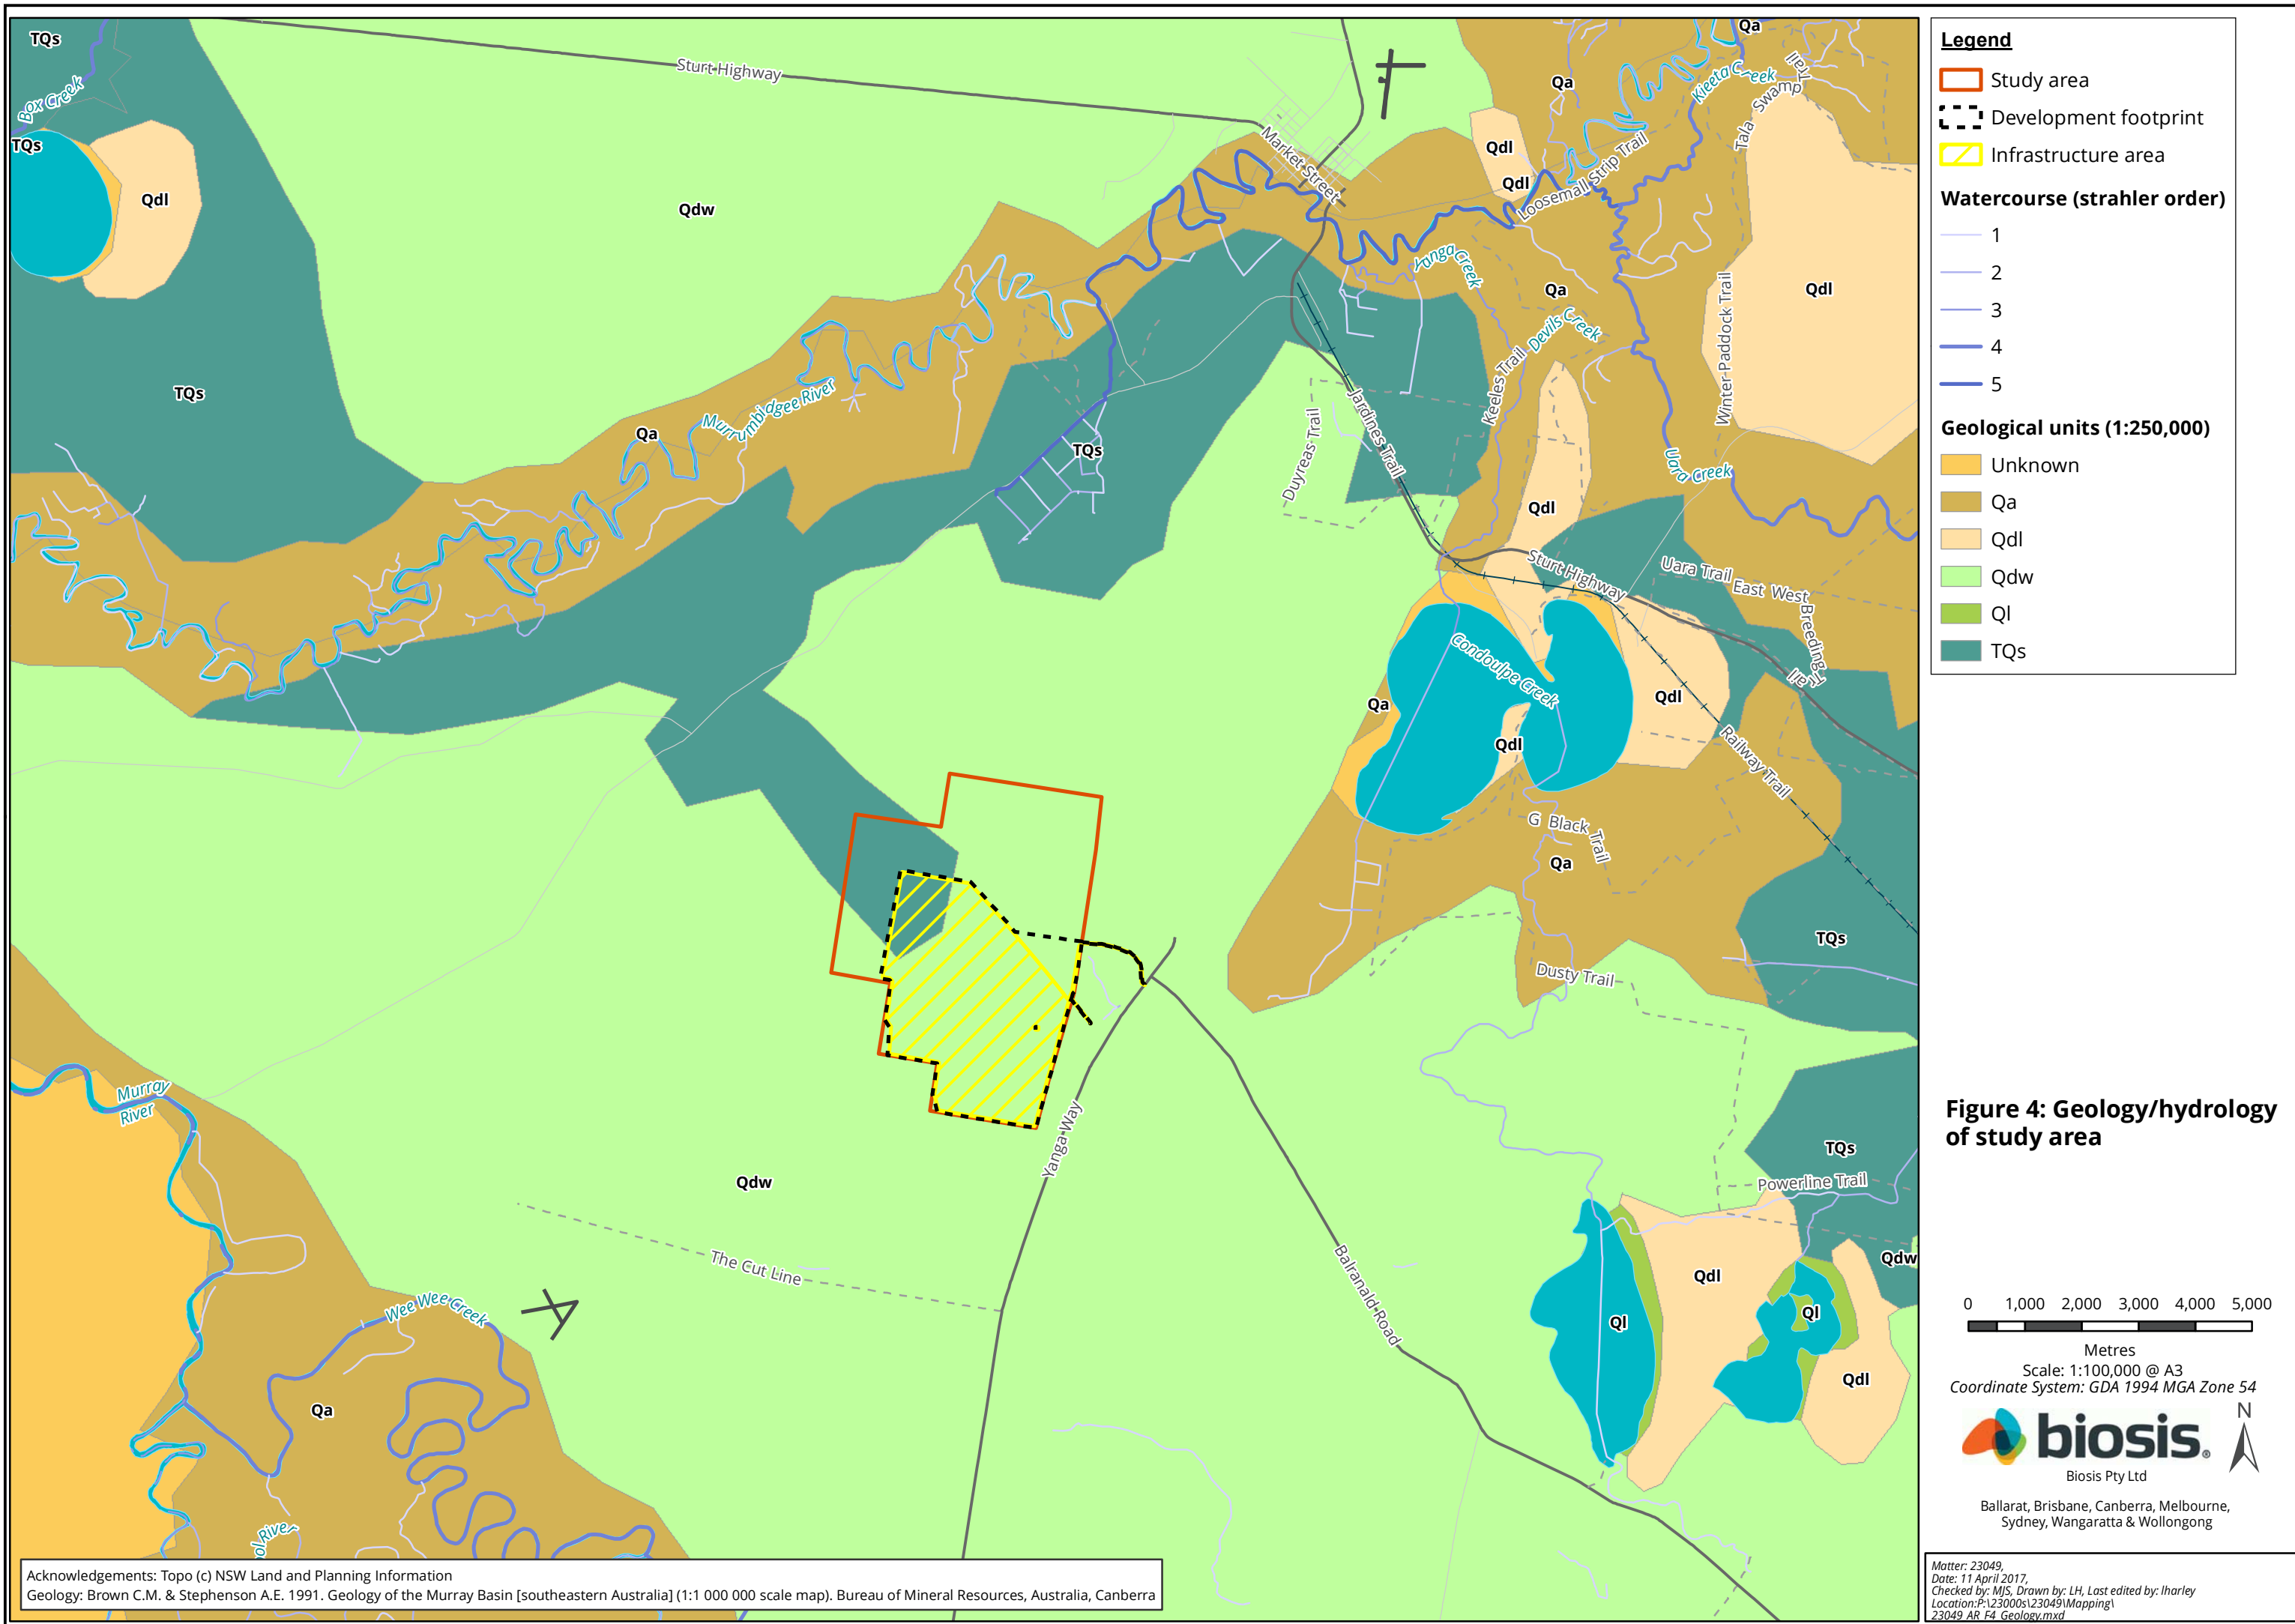 TQs
Box Creek
TQs
Qdl
TQs
Sturt Highway
Qdw
Market Street
Qa
Qa
Kieeta Creek
Tala Swamp Trail
Qdl
Qdl
Loosemall Strip Trail
Yanga Creek
Qa
Devils Creek
Winter Paddock Trail
Qdl
Keeles Trail
Jardines Trail
Duyreas Trail
Murrumbidgee River
Qa
TQs
Uara Creek
Qdl
Sturt Highway
Uara Trail
East West
Breeding Trail
Condoulpe Creek
Qa
Qdl
Qdl
Railway Trail
G Black Trail
Qa
TQs
Dusty Trail
Murray
River
Yanga Way
Qdw
The Cut Line
Balranald Road
Wee Wee Creek
Qa
TQs
Powerline Trail
Qdw
Qdl
Ql
Ql
Qdl
Acknowledgements: Topo (c) NSW Land and Planning Information
Geology: Brown C.M. & Stephenson A.E. 1991. Geology of the Murray Basin [southeastern Australia] (1:1 000 000 scale map). Bureau of Mineral Resources, Australia, Canberra
Legend
Study area
Development footprint
Infrastructure area
Watercourse (strahler order)
1
2
3
4
5
Geological units (1:250,000)
Unknown
Qa
Qdl
Qdw
Ql
TQs
Figure 4: Geology/hydrology
of study area
0 1,000 2,000 3,000 4,000 5,000
Metres
Scale: 1:100,000 @ A3
Coordinate System: GDA 1994 MGA Zone 54
N
biosis®
Biosis Pty Ltd
Ballarat, Brisbane, Canberra, Melbourne,
Sydney, Wangaratta & Wollongong
Matter: 23049,
Date: 11 April 2017,
Checked by: MJS, Drawn by: LH, Last edited by: lharley
Location:P:\23000s\23049\Mapping\
23049_AR_F4_Geology.mxd